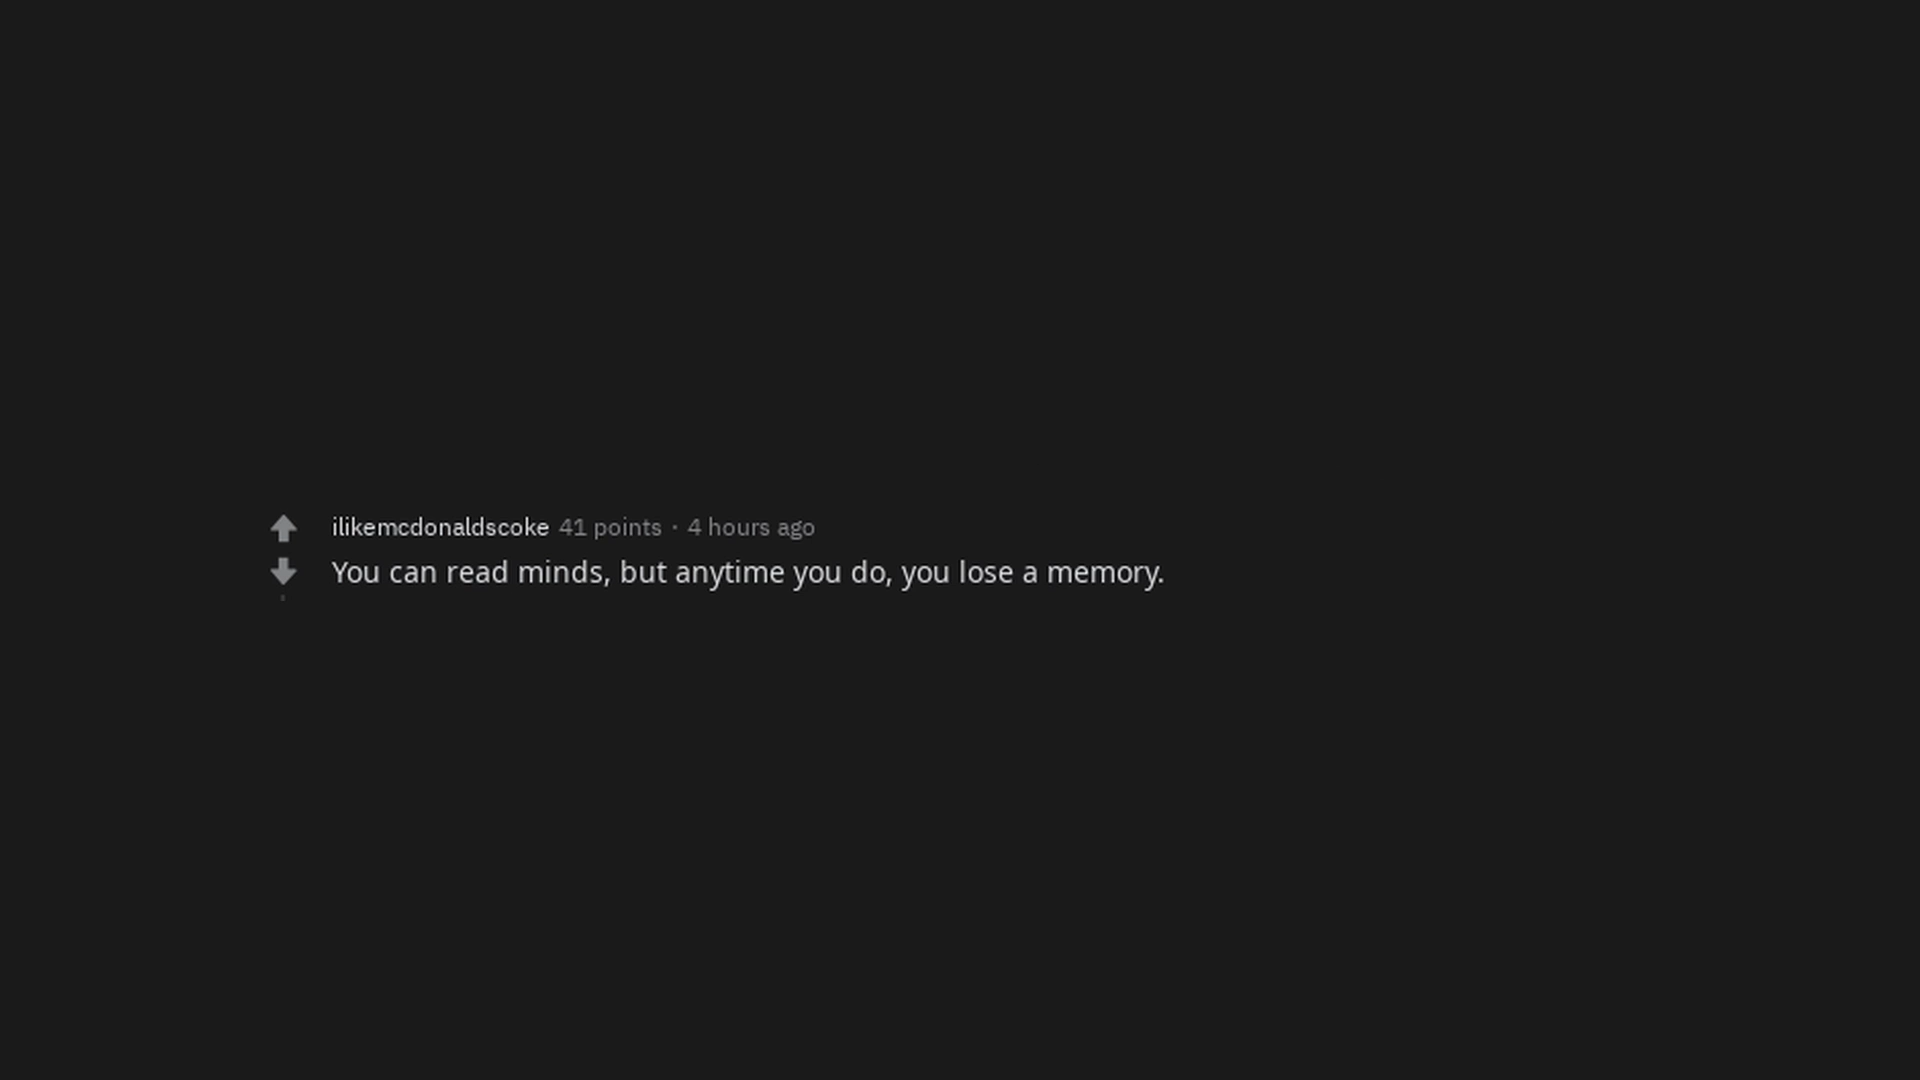 ilikemcdonaldscoke 41 points · 4 hours ago
You can read minds, but anytime you do, you lose a memory.